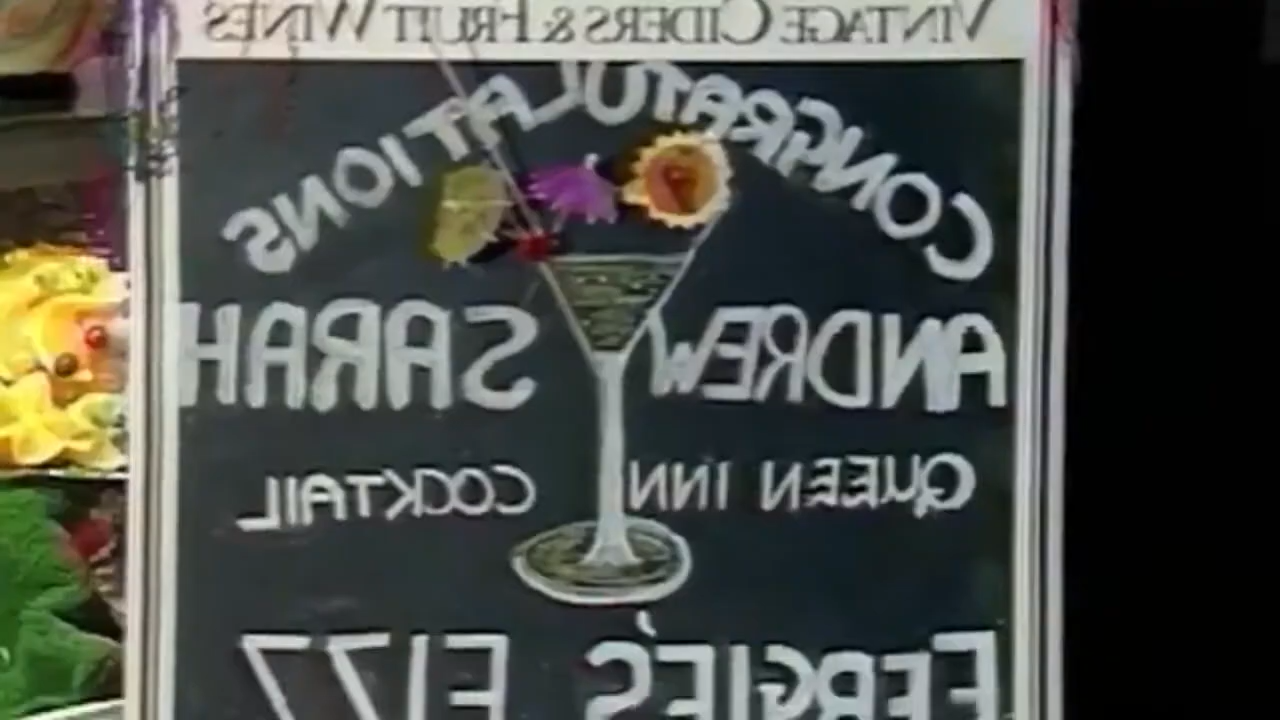 VINTAGE CIDERS & FRUIT WINES
CONGRATULATIONS
ANDREW SARAH
QUEEN INN COCKTAIL
FERGIE'S FIZZ